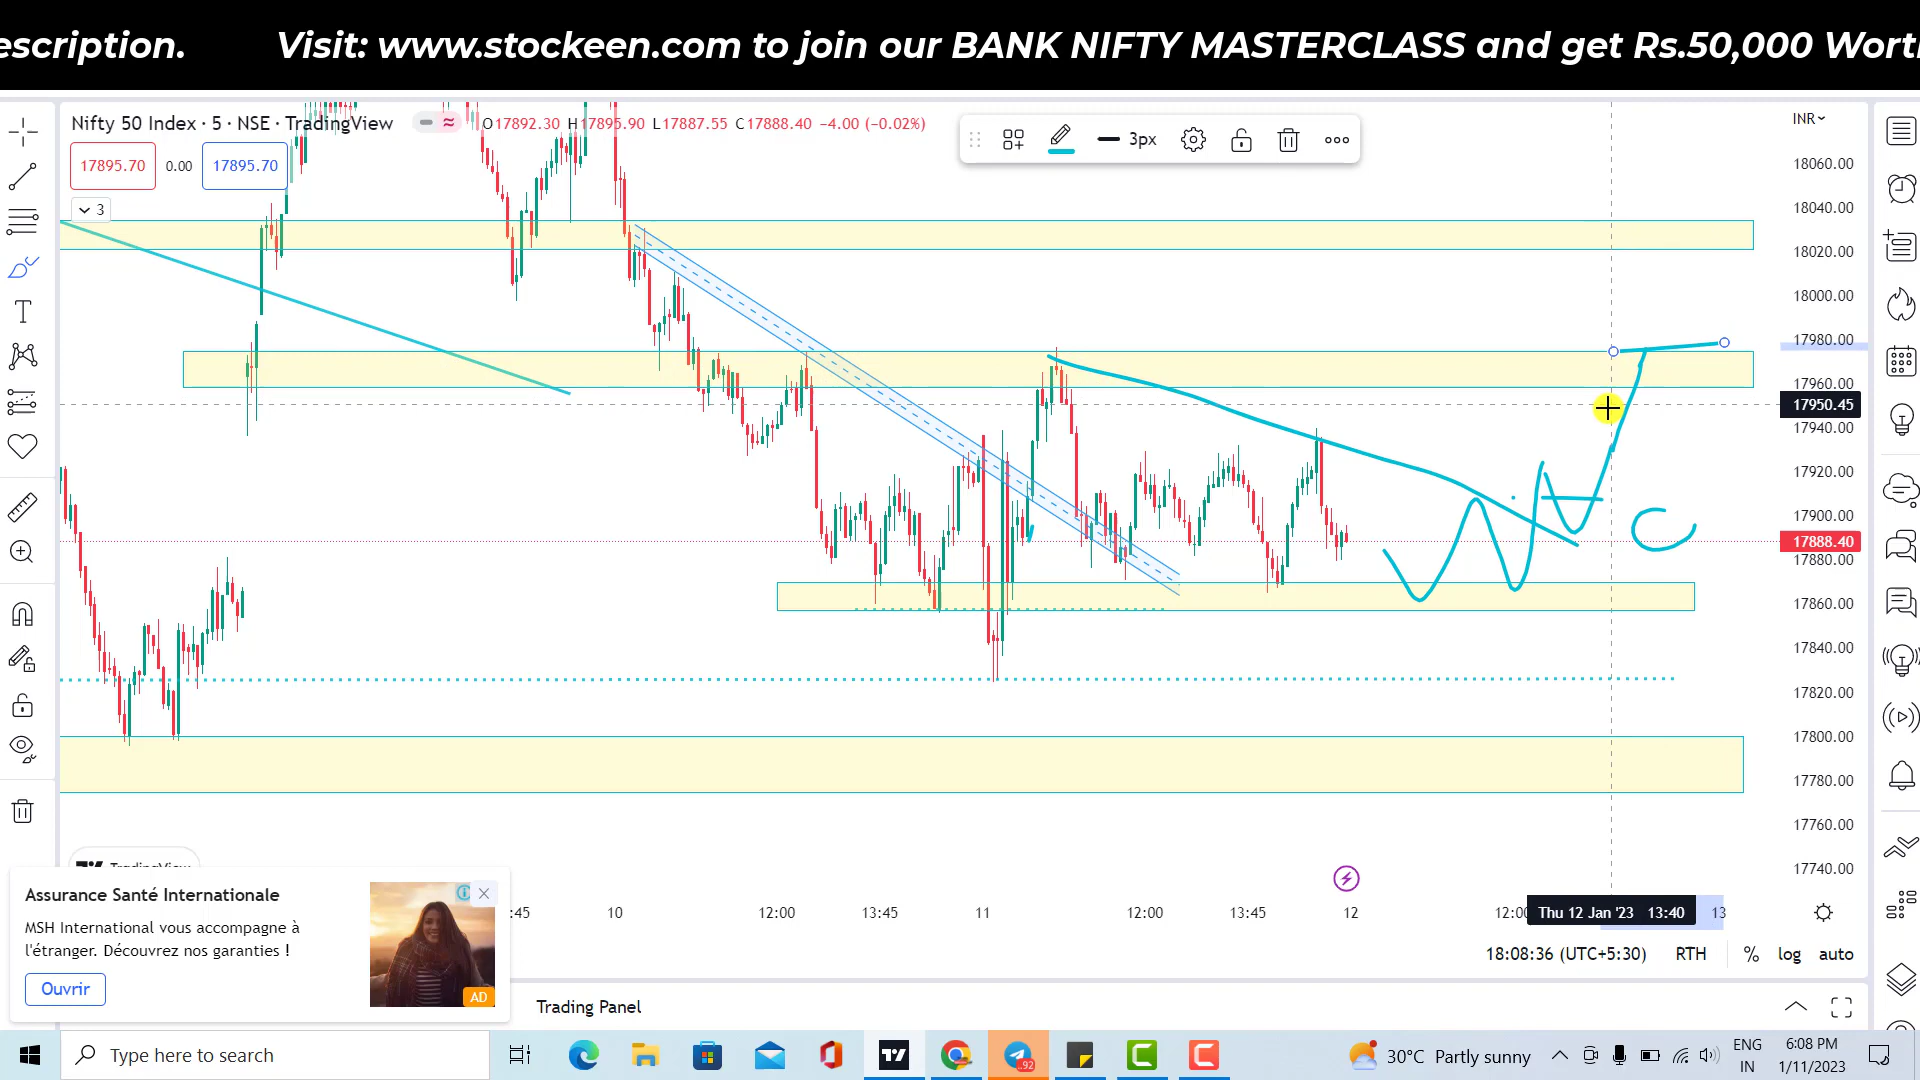 escription. Visit: www.stockeen.com to join our BANK NIFTY MASTERCLASS and get Rs.50,000
Nifty 50 Index · 5 · NSE · TradingView
O17892.30 H17895.90 L17887.55 C17888.40 −4.00 (−0.02%)
3px
INR
17895.70 0.00 17895.70
3
18060.00
18040.00
18020.00
18000.00
17980.00
17960.00
17950.45
17940.00
17920.00
17900.00
17888.40
17880.00
17860.00
17840.00
17820.00
17800.00
17780.00
17760.00
17740.00
C
TradingView
:45 10 12:00 13:45 11 12:00 13:45 12 12:00 Thu 12 Jan '23 13:40 13
18:08:36 (UTC+5:30) RTH % log auto
Assurance Santé Internationale
MSH International vous accompagne à
l'étranger. Découvrez nos garanties !
Ouvrir
AD
Trading Panel
Type here to search
92
30°C Partly sunny
ENG
IN
6:08 PM
1/11/2023